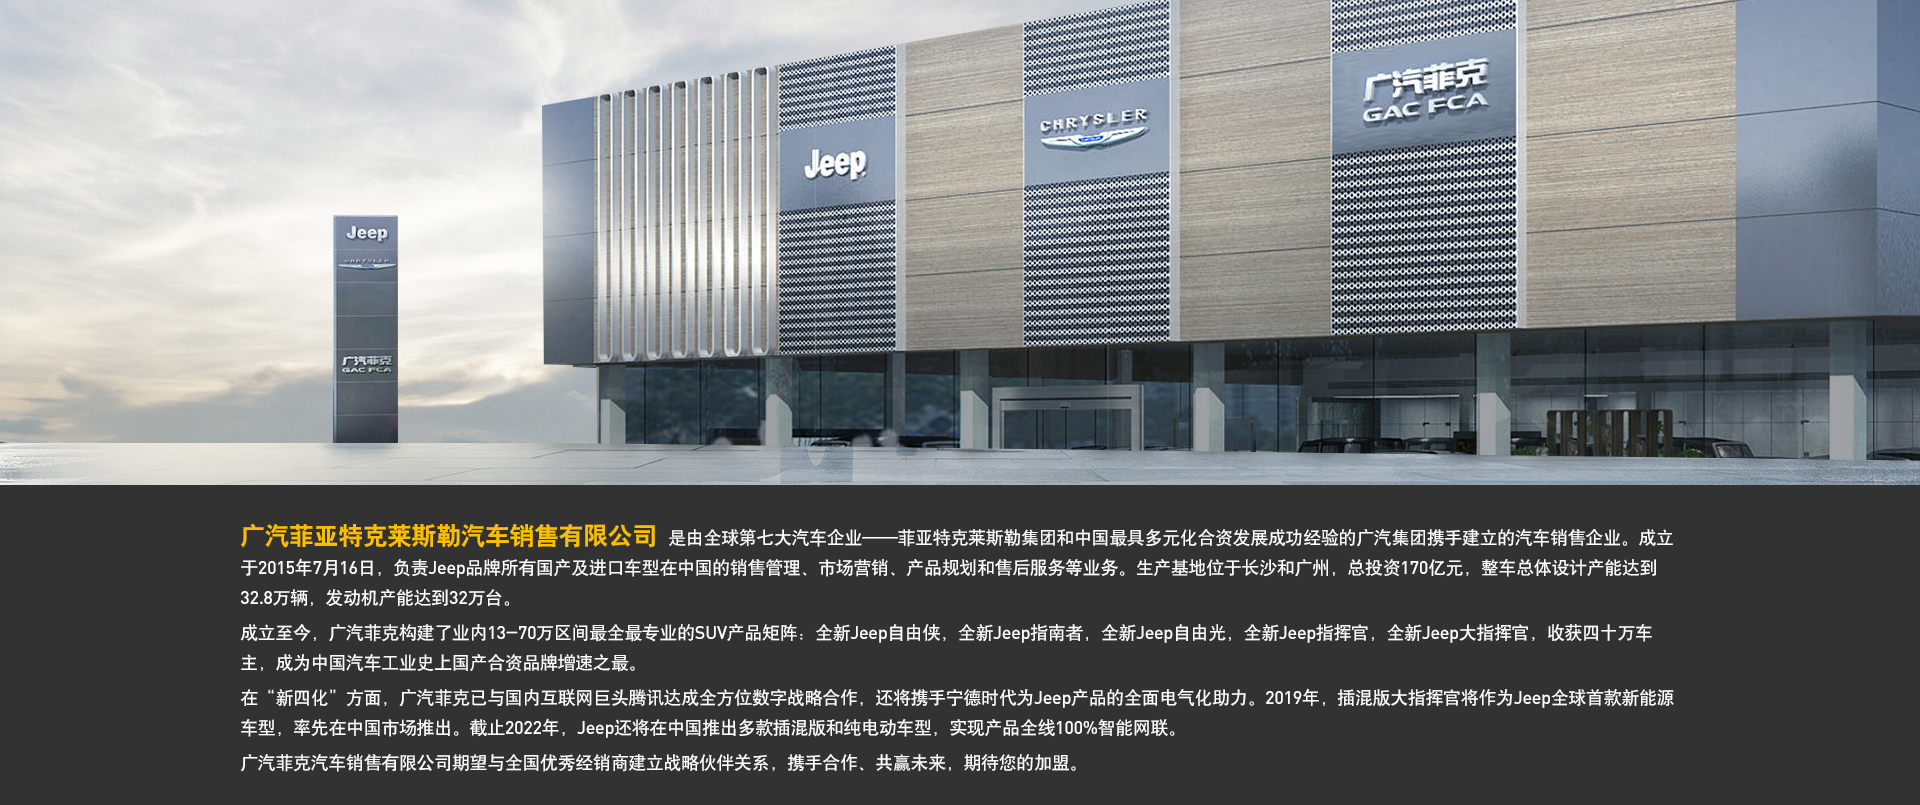 Jeep
CHRYSLER
广汽菲克
GAC FCA
Jeep
CHRYSLER
广汽菲克
GAC FCA
广汽菲亚特克莱斯勒汽车销售有限公司 是由全球第七大汽车企业——菲亚特克莱斯勒集团和中国最具多元化合资发展成功经验的广汽集团携手建立的汽车销售企业。成立
于2015年7月16日，负责Jeep品牌所有国产及进口车型在中国的销售管理、市场营销、产品规划和售后服务等业务。生产基地位于长沙和广州，总投资170亿元，整车总体设计产能达到
32.8万辆，发动机产能达到32万台。
成立至今，广汽菲克构建了业内13—70万区间最全最专业的SUV产品矩阵：全新Jeep自由侠，全新Jeep指南者，全新Jeep自由光，全新Jeep指挥官，全新Jeep大指挥官，收获四十万车
主，成为中国汽车工业史上国产合资品牌增速之最。
在“新四化”方面，广汽菲克已与国内互联网巨头腾讯达成全方位数字战略合作，还将携手宁德时代为Jeep产品的全面电气化助力。2019年，插混版大指挥官将作为Jeep全球首款新能源
车型，率先在中国市场推出。截止2022年，Jeep还将在中国推出多款插混版和纯电动车型，实现产品全线100%智能网联。
广汽菲克汽车销售有限公司期望与全国优秀经销商建立战略伙伴关系，携手合作、共赢未来，期待您的加盟。